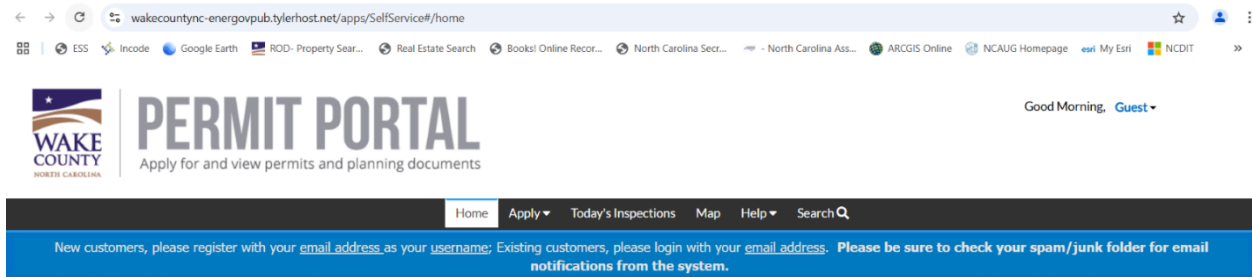 wakecountync-energovpub.tylerhost.net/apps/SelfService#/home
ESS Incode Google Earth ROD- Property Sear... Real Estate Search Books! Online Recor... North Carolina Secr... - North Carolina Ass... ARCGIS Online NCAUG Homepage esri My Esri NCDIT »
WAKE
COUNTY
NORTH CAROLINA
PERMIT PORTAL
Apply for and view permits and planning documents
Good Morning, Guest
Home Apply Today's Inspections Map Help Search
New customers, please register with your email address as your username; Existing customers, please login with your email address. Please be sure to check your spam/junk folder for email
notifications from the system.